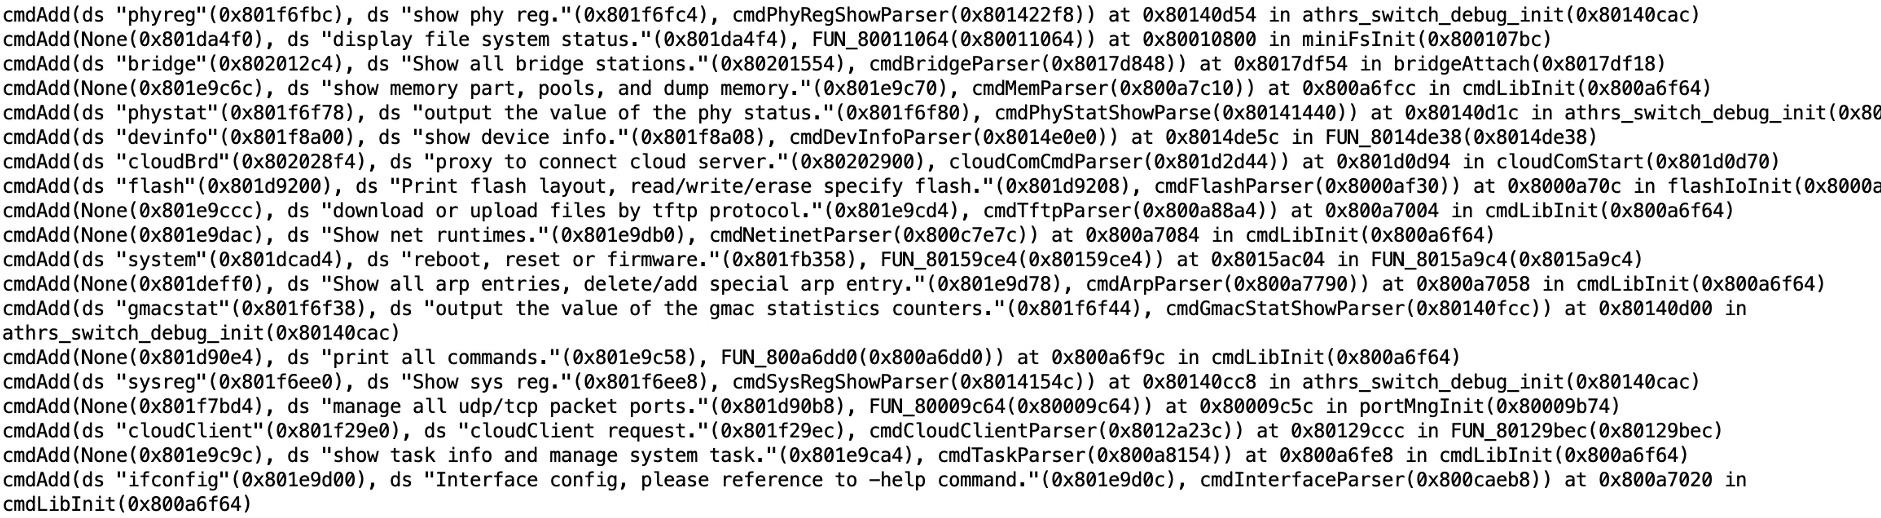 cmdAdd(ds "phyreg"(0x801f6fbc), ds "show phy reg."(0x801f6fc4), cmdPhyRegShowParser(0x801422f8)) at 0x80140d54 in athrs_switch_debug_init(0x80140cac)
cmdAdd(None(0x801da4f0), ds "display file system status."(0x801da4f4), FUN_80011064(0x80011064)) at 0x80010800 in miniFsInit(0x800107bc)
cmdAdd(ds "bridge"(0x802012c4), ds "Show all bridge stations."(0x80201554), cmdBridgeParser(0x8017d848)) at 0x8017df54 in bridgeAttach(0x8017df18)
cmdAdd(None(0x801e9c6c), ds "show memory part, pools, and dump memory."(0x801e9c70), cmdMemParser(0x800a7c10)) at 0x800a6fcc in cmdLibInit(0x800a6f64)
cmdAdd(ds "phystat"(0x801f6f78), ds "output the value of the phy status."(0x801f6f80), cmdPhyStatShowParse(0x80141440)) at 0x80140d1c in athrs_switch_debug_init(0x80
cmdAdd(ds "devinfo"(0x801f8a00), ds "show device info."(0x801f8a08), cmdDevInfoParser(0x8014e0e0)) at 0x8014de5c in FUN_8014de38(0x8014de38)
cmdAdd(ds "cloudBrd"(0x802028f4), ds "proxy to connect cloud server."(0x80202900), cloudComCmdParser(0x801d2d44)) at 0x801d0d94 in cloudComStart(0x801d0d70)
cmdAdd(ds "flash"(0x801d9200), ds "Print flash layout, read/write/erase specify flash."(0x801d9208), cmdFlashParser(0x8000af30)) at 0x8000a70c in flashIoInit(0x8000a
cmdAdd(None(0x801e9ccc), ds "download or upload files by tftp protocol."(0x801e9cd4), cmdTftpParser(0x800a88a4)) at 0x800a7004 in cmdLibInit(0x800a6f64)
cmdAdd(None(0x801e9dac), ds "Show net runtimes."(0x801e9db0), cmdNetinetParser(0x800c7e7c)) at 0x800a7084 in cmdLibInit(0x800a6f64)
cmdAdd(ds "system"(0x801dcad4), ds "reboot, reset or firmware."(0x801fb358), FUN_80159ce4(0x80159ce4)) at 0x8015ac04 in FUN_8015a9c4(0x8015a9c4)
cmdAdd(None(0x801deff0), ds "Show all arp entries, delete/add special arp entry."(0x801e9d78), cmdArpParser(0x800a7790)) at 0x800a7058 in cmdLibInit(0x800a6f64)
cmdAdd(ds "gmacstat"(0x801f6f38), ds "output the value of the gmac statistics counters."(0x801f6f44), cmdGmacStatShowParser(0x80140fcc)) at 0x80140d00 in
athrs_switch_debug_init(0x80140cac)
cmdAdd(None(0x801d90e4), ds "print all commands."(0x801e9c58), FUN_800a6dd0(0x800a6dd0)) at 0x800a6f9c in cmdLibInit(0x800a6f64)
cmdAdd(ds "sysreg"(0x801f6ee0), ds "Show sys reg."(0x801f6ee8), cmdSysRegShowParser(0x8014154c)) at 0x80140cc8 in athrs_switch_debug_init(0x80140cac)
cmdAdd(None(0x801f7bd4), ds "manage all udp/tcp packet ports."(0x801d90b8), FUN_80009c64(0x80009c64)) at 0x80009c5c in portMngInit(0x80009b74)
cmdAdd(ds "cloudClient"(0x801f29e0), ds "cloudClient request."(0x801f29ec), cmdCloudClientParser(0x8012a23c)) at 0x80129ccc in FUN_80129bec(0x80129bec)
cmdAdd(None(0x801e9c9c), ds "show task info and manage system task."(0x801e9ca4), cmdTaskParser(0x800a8154)) at 0x800a6fe8 in cmdLibInit(0x800a6f64)
cmdAdd(ds "ifconfig"(0x801e9d00), ds "Interface config, please reference to -help command."(0x801e9d0c), cmdInterfaceParser(0x800caeb8)) at 0x800a7020 in
cmdLibInit(0x800a6f64)